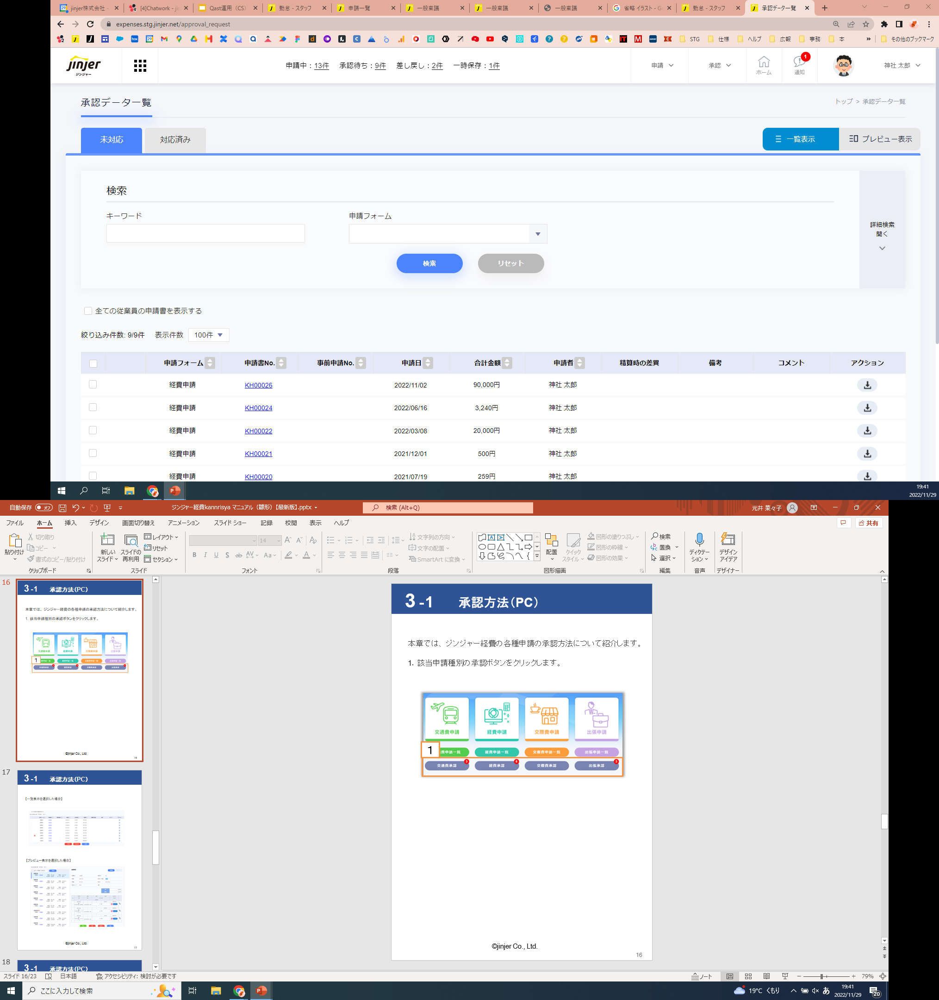 jinjer株式会社 -
[4]Chatwork - jir
Qast運用（CS）
勤怠 - スタッフ
申請一覧
一般稟議
一般稟議
一般稟議
省略 イラスト - Go
勤怠 - スタッフ
承認データ一覧
expenses.stg.jinjer.net/approval_request
STG
仕様
ヘルプ
広報
事務
本
»
その他のブックマーク
jinjer
ジンジャー
申請中：13件 承認待ち：9件 差し戻し：2件 一時保存：1件
申請
承認
ホーム
通知
1
神社 太郎
承認データ一覧
トップ > 承認データ一覧
未対応
対応済み
一覧表示
プレビュー表示
検索
キーワード
申請フォーム
詳細検索
開く
検索
リセット
全ての従業員の申請書を表示する
絞り込み件数: 9/9件 表示件数 100件
申請フォーム 申請書No. 事前申請No. 申請日 合計金額 申請者 精算時の差異 備考 コメント アクション
経費申請 KH00026 2022/11/02 90,000円 神社 太郎
経費申請 KH00024 2022/06/16 3,240円 神社 太郎
経費申請 KH00022 2022/03/08 20,000円 神社 太郎
経費申請 KH00021 2021/12/01 500円 神社 太郎
経費申請 KH00020 2021/07/19 259円 神社 太郎
19:41
2022/11/29
自動保存 オフ
ジンジャー経費kannrisya マニュアル（雛形）【最新版】.pptx
検索 (Alt+Q)
元井 菜々子
ファイル ホーム 挿入 デザイン 画面切り替え アニメーション スライド ショー 記録 校閲 表示 ヘルプ
共有
貼り付け
切り取り
コピー
書式のコピー/貼り付け
クリップボード
新しい
スライド
スライドの
再利用
レイアウト
リセット
セクション
スライド
14
フォント
文字列の方向
文字の配置
SmartArt に変換
段落
配置
クイック
スタイル
図形の塗りつぶし
図形の枠線
図形の効果
図形描画
検索
置換
選択
編集
ディクテー
ション
音声
デザイン
アイデア
デザイナー
16
3-1 承認方法（PC）
本章では、ジンジャー経費の各種申請の承認方法について紹介します。
1. 該当申請種別の承認ボタンをクリックします。
1
©jinjer Co., Ltd.
16
17
3-1 承認方法（PC）
【一覧表示を選択した場合】
【プレビュー表示を選択した場合】
©jinjer Co., Ltd.
17
18
3-1 承認方法（PC）
3-1 承認方法（PC）
本章では、ジンジャー経費の各種申請の承認方法について紹介します。
1. 該当申請種別の承認ボタンをクリックします。
交通費申請 経費申請 交際費申請 出張申請
1
費申請一覧 経費申請一覧 交際費申請一覧 出張申請一覧
交通費承認 経費承認 交際費承認 出張承認
©jinjer Co., Ltd.
16
スライド 16/23
日本語
アクセシビリティ: 検討が必要です
ノート
79%
ここに入力して検索
19°C くもり
あ
19:41
2022/11/29
20